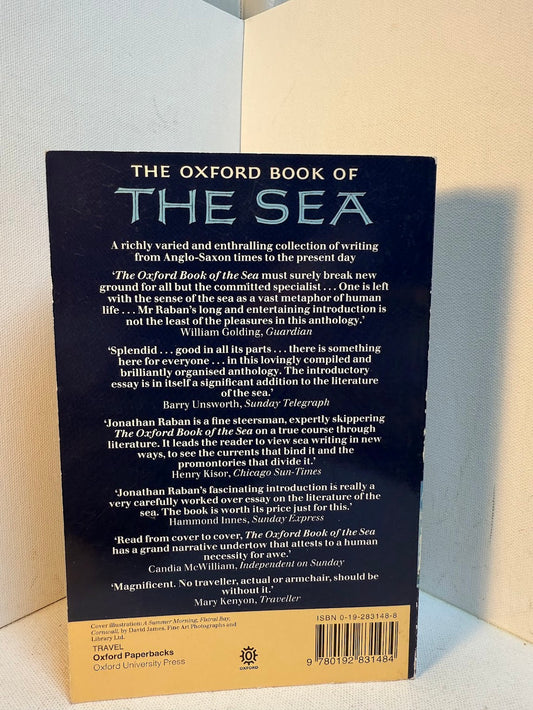 THE OXFORD BOOK OF
THE SEA
A richly varied and enthralling collection of writing
from Anglo-Saxon times to the present day
‘The Oxford Book of the Sea must surely break new
ground for all but the committed specialist . . . One is left
with the sense of the sea as a vast metaphor of human
life . . . Mr Raban’s long and entertaining introduction is
not the least of the pleasures in this anthology.’
William Golding, Guardian
‘Splendid . . . good in all its parts . . . there is something
here for everyone . . . in this lovingly compiled and
brilliantly organised anthology. The introductory
essay is in itself a significant addition to the literature
of the sea.’
Barry Unsworth, Sunday Telegraph
‘Jonathan Raban is a fine steersman, expertly skippering
The Oxford Book of the Sea on a true course through
literature. It leads the reader to view sea writing in new
ways, to see the currents that bind it and the
promontories that divide it.’
Henry Kisor, Chicago Sun-Times
‘Jonathan Raban’s fascinating introduction is really a
very carefully worked over essay on the literature of the
sea. The book is worth its price just for this.’
Hammond Innes, Sunday Express
‘Read from cover to cover, The Oxford Book of the Sea
has a grand narrative undertow that attests to a human
necessity for awe.’
Candia McWilliam, Independent on Sunday
‘Magnificent. No traveller, actual or armchair, should be
without it.’
Mary Kenyon, Traveller
Cover illustration: A Summer Morning, Bay,
Cornwall, by David James. Fine Art Photographs and
Library Ltd.
TRAVEL
Oxford Paperbacks
Oxford University Press
OXFORD
ISBN 0-19-283148-8
9 780192 831484